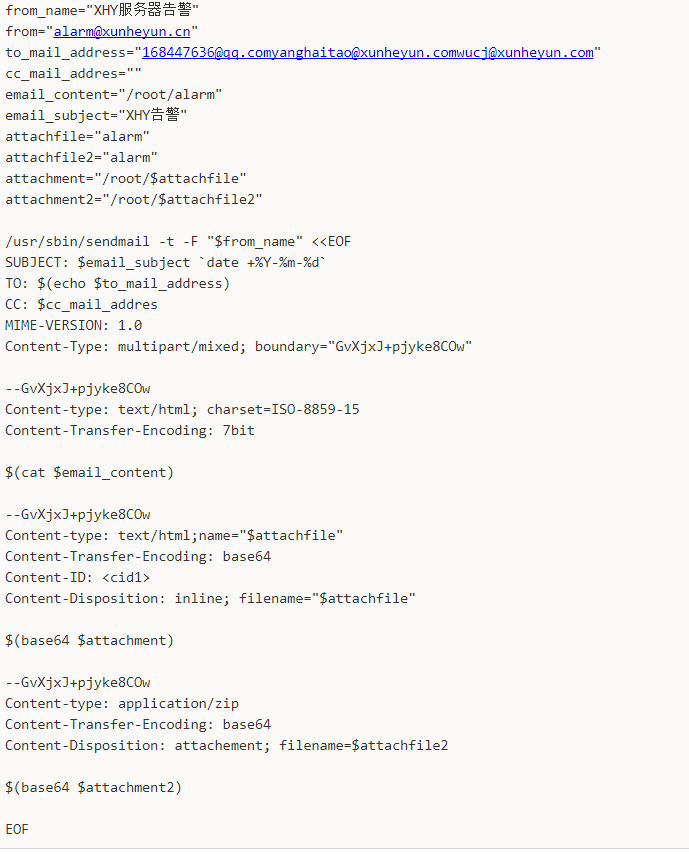 from_name="XHY服务器告警"
from="alarm@xunheyun.cn"
to_mail_address="168447636@qq.comyanghaitao@xunheyun.comwucj@xunheyun.com"
cc_mail_addres=""
email_content="/root/alarm"
email_subject="XHY告警"
attachfile="alarm"
attachfile2="alarm"
attachment="/root/$attachfile"
attachment2="/root/$attachfile2"
/usr/sbin/sendmail -t -F "$from_name" <<EOF
SUBJECT: $email_subject `date +%Y-%m-%d`
TO: $(echo $to_mail_address)
CC: $cc_mail_addres
MIME-VERSION: 1.0
Content-Type: multipart/mixed; boundary="GvXjxJ+pjyke8COw"
--GvXjxJ+pjyke8COw
Content-type: text/html; charset=ISO-8859-15
Content-Transfer-Encoding: 7bit
$(cat $email_content)
--GvXjxJ+pjyke8COw
Content-type: text/html;name="$attachfile"
Content-Transfer-Encoding: base64
Content-ID: <cid1>
Content-Disposition: inline; filename="$attachfile"
$(base64 $attachment)
--GvXjxJ+pjyke8COw
Content-type: application/zip
Content-Transfer-Encoding: base64
Content-Disposition: attachement; filename=$attachfile2
$(base64 $attachment2)
EOF